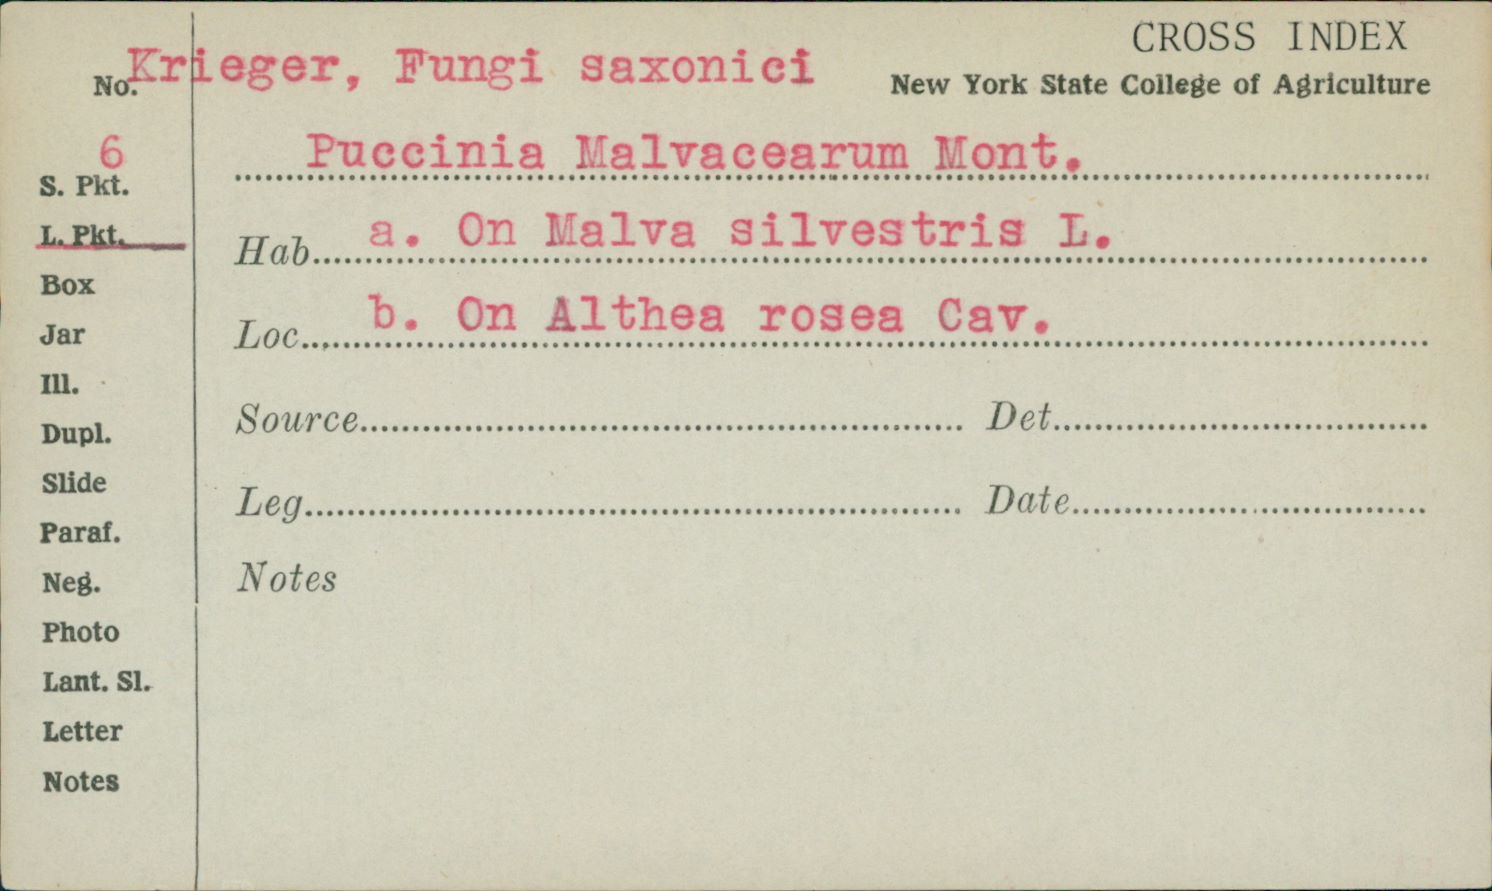 CROSS INDEX
No. Krieger, Fungi saxonici
New York State College of Agriculture
6 Puccinia Malvacearum Mont.
S. Pkt.
L. Pkt.
Hab. a. On Malva silvestris L.
Box
Loc. b. On Althea rosea Cav.
Jar
Ill.
Source Det.
Dupl.
Slide
Leg. Date
Paraf.
Neg.
Notes
Photo
Lant. Sl.
Letter
Notes